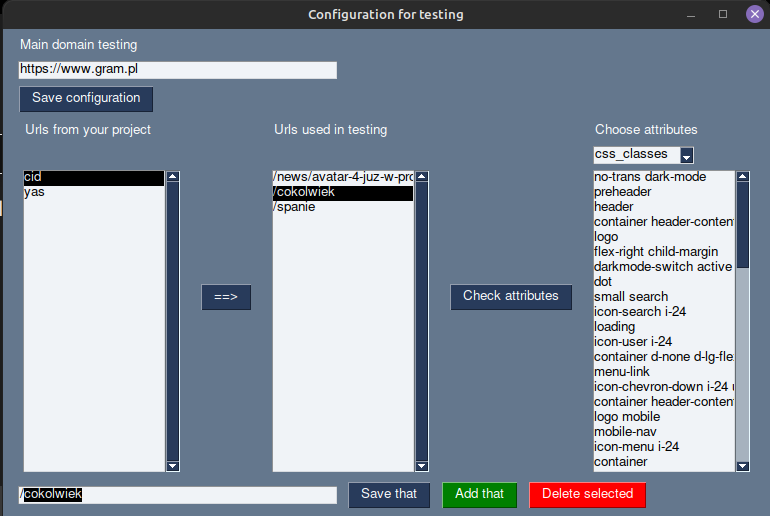 Configuration for testing
Main domain testing
https://www.gram.pl
Save configuration
Urls from your project
Urls used in testing
Choose attributes
css_classes
cid
yas
==>
/news/avatar-4-juz-w-pro
/cokolwiek
/spanie
Check attributes
no-trans dark-mode
preheader
header
container header-content
logo
flex-right child-margin
darkmode-switch active
dot
small search
icon-search i-24
loading
icon-user i-24
container d-none d-lg-fle
menu-link
icon-chevron-down i-24 u
container header-content
logo mobile
mobile-nav
icon-menu i-24
container
/cokolwiek
Save that
Add that
Delete selected